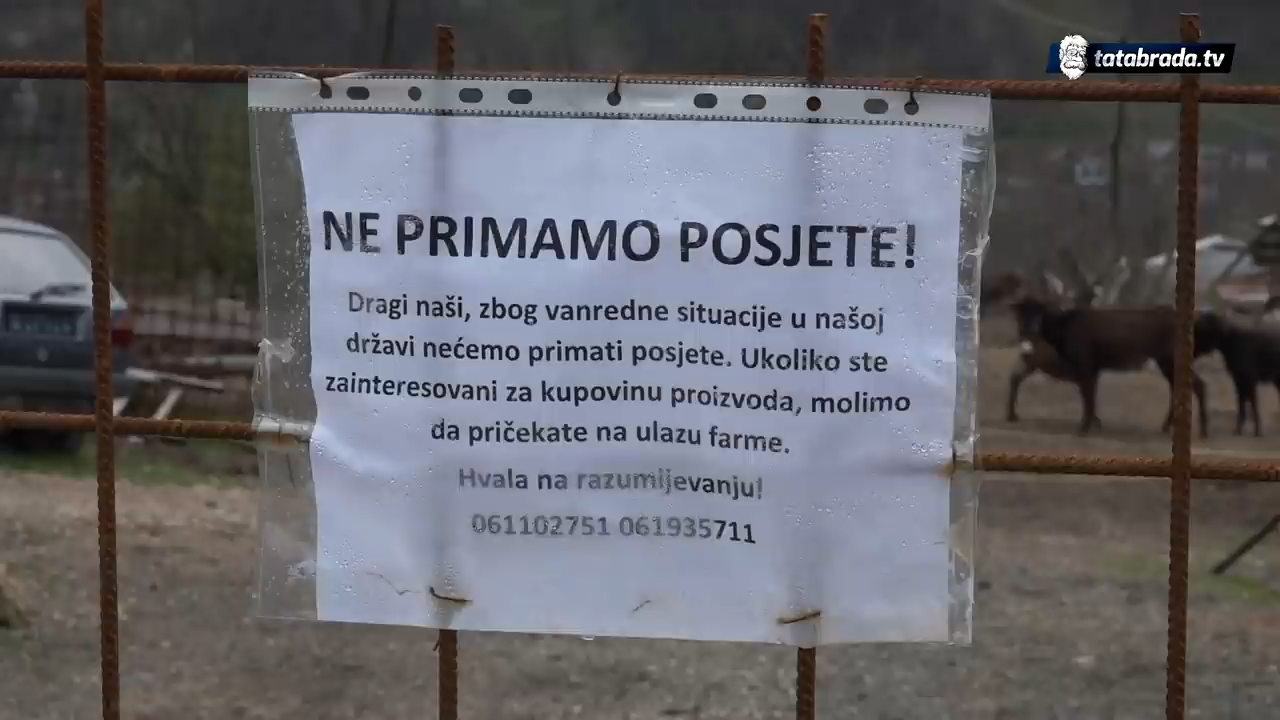 tatabrada.tv
NE PRIMAMO POSJETE!
Dragi naši, zbog vanredne situacije u našoj
državi nećemo primati posjete. Ukoliko ste
zainteresovani za kupovinu proizvoda, molimo
da pričekate na ulazu farme.
Hvala na razumijevanju!
061102751 061935711